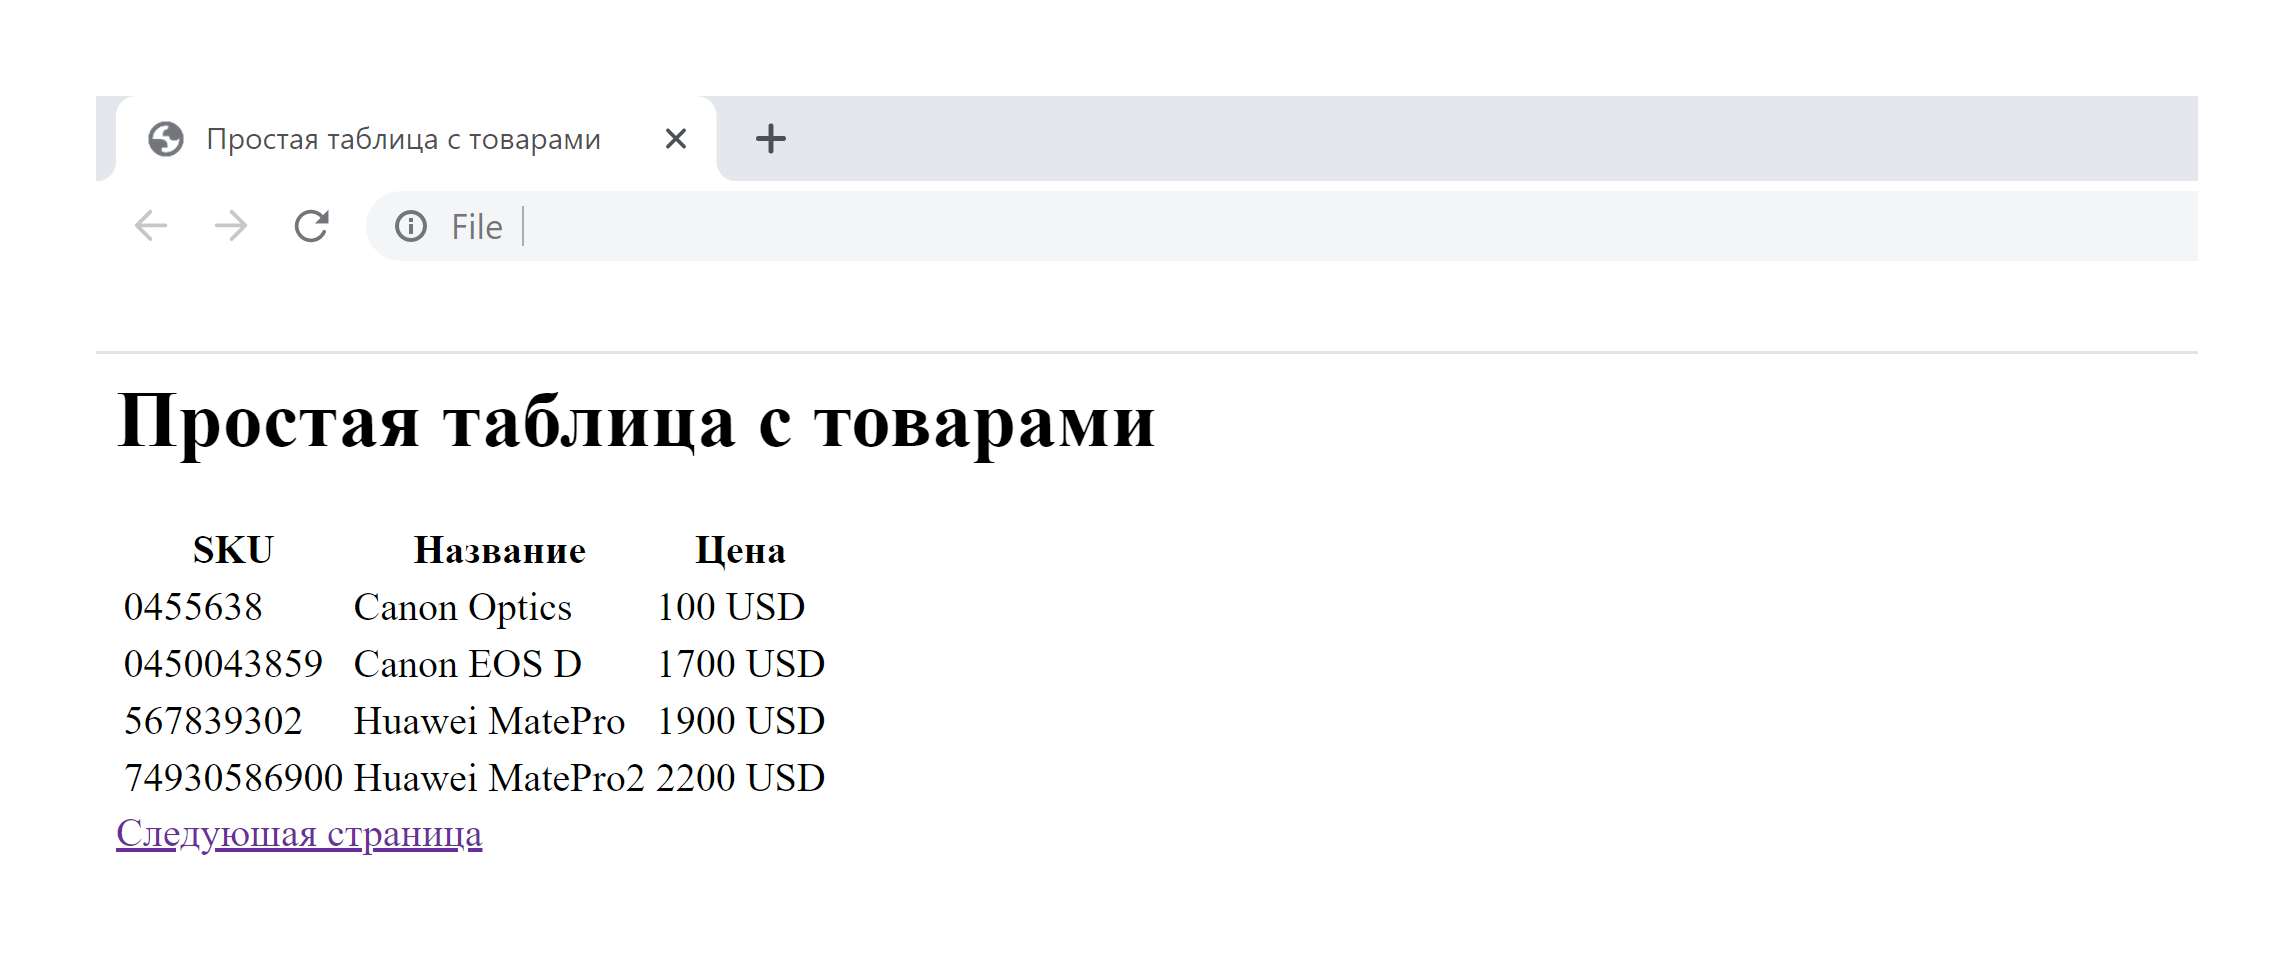 Простая таблица с товарами
File
Простая таблица с товарами
SKU Название Цена
0455638 Canon Optics 100 USD
0450043859 Canon EOS D 1700 USD
567839302 Huawei MatePro 1900 USD
74930586900 Huawei MatePro2 2200 USD
Следуюшая страница